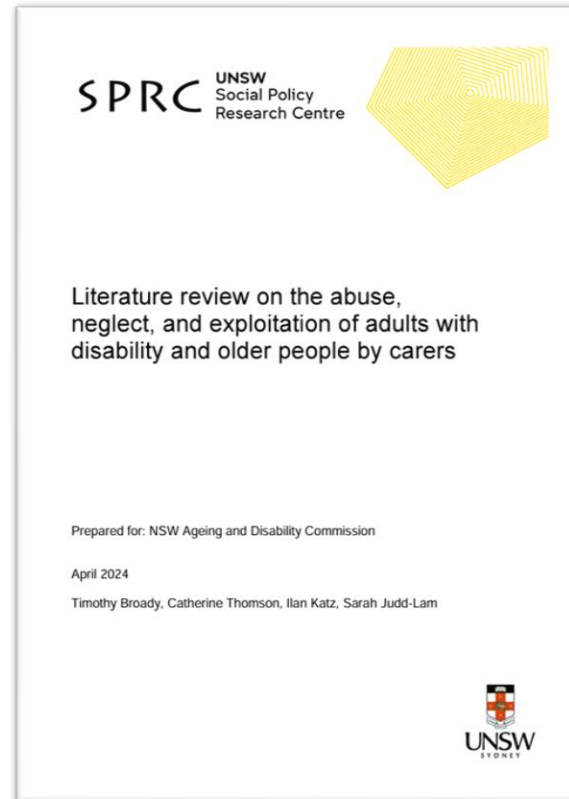 SPRC
UNSW
Social Policy
Research Centre
Literature review on the abuse,
neglect, and exploitation of adults with
disability and older people by carers
Prepared for: NSW Ageing and Disability Commission
April 2024
Timothy Broady, Catherine Thomson, Ilan Katz, Sarah Judd-Lam
UNSW
SYDNEY